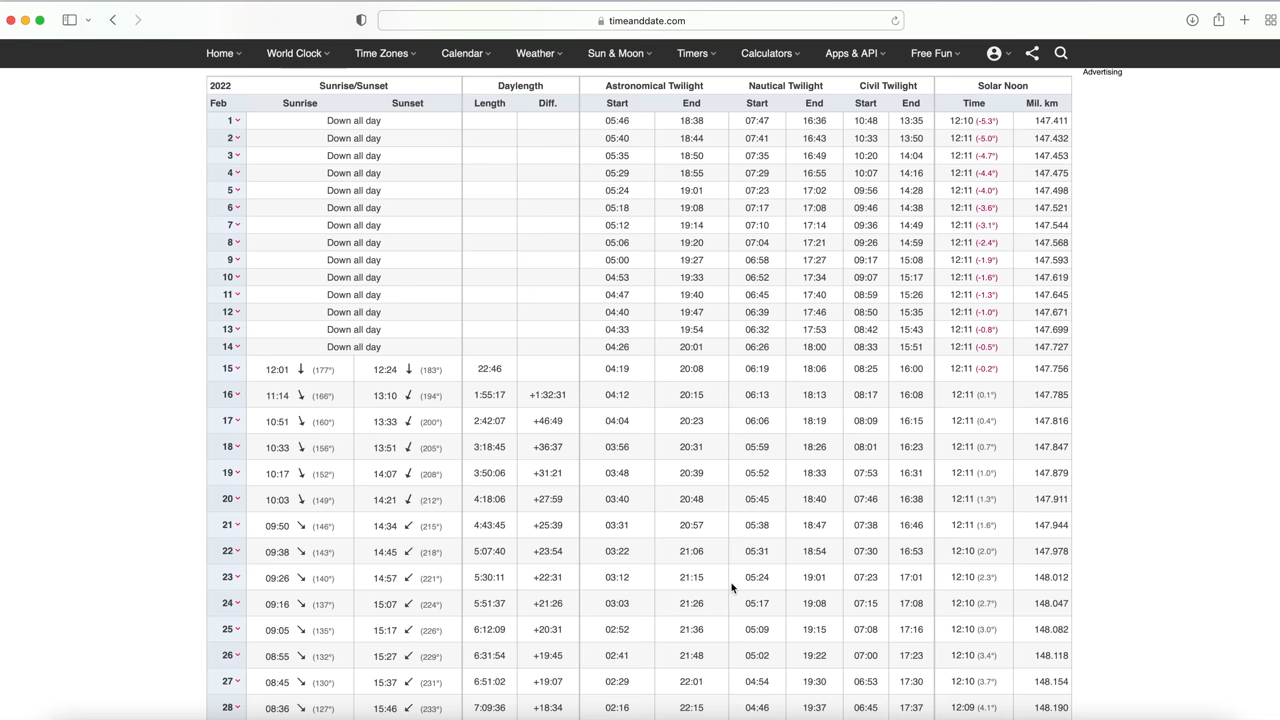 timeanddate.com
Home World Clock Time Zones Calendar Weather Sun & Moon Timers Calculators Apps & API Free Fun
Advertising
2022 Sunrise/Sunset Daylength Astronomical Twilight Nautical Twilight Civil Twilight Solar Noon
Feb Sunrise Sunset Length Diff. Start End Start End Start End Time Mil. km
1 Down all day 05:46 18:38 07:47 16:36 10:48 13:35 12:10 (-5.3°) 147.411
2 Down all day 05:40 18:44 07:41 16:43 10:33 13:50 12:11 (-5.0°) 147.432
3 Down all day 05:35 18:50 07:35 16:49 10:20 14:04 12:11 (-4.7°) 147.453
4 Down all day 05:29 18:55 07:29 16:55 10:07 14:16 12:11 (-4.4°) 147.475
5 Down all day 05:24 19:01 07:23 17:02 09:56 14:28 12:11 (-4.0°) 147.498
6 Down all day 05:18 19:08 07:17 17:08 09:46 14:38 12:11 (-3.6°) 147.521
7 Down all day 05:12 19:14 07:10 17:14 09:36 14:49 12:11 (-3.1°) 147.544
8 Down all day 05:06 19:20 07:04 17:21 09:26 14:59 12:11 (-2.4°) 147.568
9 Down all day 05:00 19:27 06:58 17:27 09:17 15:08 12:11 (-1.9°) 147.593
10 Down all day 04:53 19:33 06:52 17:34 09:07 15:17 12:11 (-1.6°) 147.619
11 Down all day 04:47 19:40 06:45 17:40 08:59 15:26 12:11 (-1.3°) 147.645
12 Down all day 04:40 19:47 06:39 17:46 08:50 15:35 12:11 (-1.0°) 147.671
13 Down all day 04:33 19:54 06:32 17:53 08:42 15:43 12:11 (-0.8°) 147.699
14 Down all day 04:26 20:01 06:26 18:00 08:33 15:51 12:11 (-0.5°) 147.727
15 12:01 ↓ (177°) 12:24 ↓ (183°) 22:46 04:19 20:08 06:19 18:06 08:25 16:00 12:11 (-0.2°) 147.756
16 11:14 ↘ (166°) 13:10 ↙ (194°) 1:55:17 +1:32:31 04:12 20:15 06:13 18:13 08:17 16:08 12:11 (0.1°) 147.785
17 10:51 ↘ (160°) 13:33 ↙ (200°) 2:42:07 +46:49 04:04 20:23 06:06 18:19 08:09 16:15 12:11 (0.4°) 147.816
18 10:33 ↘ (156°) 13:51 ↙ (205°) 3:18:45 +36:37 03:56 20:31 05:59 18:26 08:01 16:23 12:11 (0.7°) 147.847
19 10:17 ↘ (152°) 14:07 ↙ (208°) 3:50:06 +31:21 03:48 20:39 05:52 18:33 07:53 16:31 12:11 (1.0°) 147.879
20 10:03 ↘ (149°) 14:21 ↙ (212°) 4:18:06 +27:59 03:40 20:48 05:45 18:40 07:46 16:38 12:11 (1.3°) 147.911
21 09:50 ↘ (146°) 14:34 ↙ (215°) 4:43:45 +25:39 03:31 20:57 05:38 18:47 07:38 16:46 12:11 (1.6°) 147.944
22 09:38 ↘ (143°) 14:45 ↙ (218°) 5:07:40 +23:54 03:22 21:06 05:31 18:54 07:30 16:53 12:10 (2.0°) 147.978
23 09:26 ↘ (140°) 14:57 ↙ (221°) 5:30:11 +22:31 03:12 21:15 05:24 19:01 07:23 17:01 12:10 (2.3°) 148.012
24 09:16 ↘ (137°) 15:07 ↙ (224°) 5:51:37 +21:26 03:03 21:26 05:17 19:08 07:15 17:08 12:10 (2.7°) 148.047
25 09:05 ↘ (135°) 15:17 ↙ (226°) 6:12:09 +20:31 02:52 21:36 05:09 19:15 07:08 17:16 12:10 (3.0°) 148.082
26 08:55 ↘ (132°) 15:27 ↙ (229°) 6:31:54 +19:45 02:41 21:48 05:02 19:22 07:00 17:23 12:10 (3.4°) 148.118
27 08:45 ↘ (130°) 15:37 ↙ (231°) 6:51:02 +19:07 02:29 22:01 04:54 19:30 06:53 17:30 12:10 (3.7°) 148.154
28 08:36 ↘ (127°) 15:46 ↙ (233°) 7:09:36 +18:34 02:16 22:15 04:46 19:37 06:45 17:37 12:09 (4.1°) 148.190